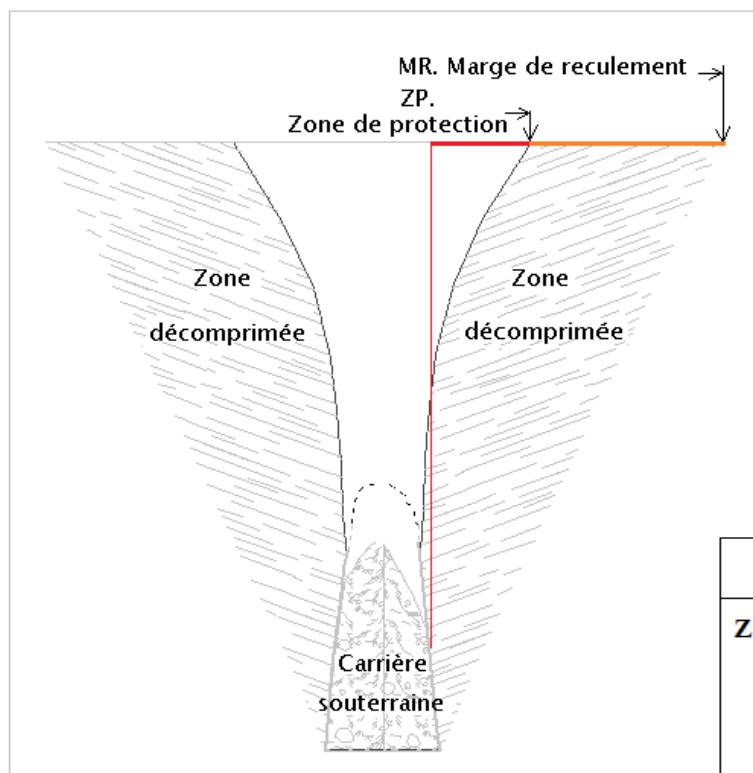 MR. Marge de reculement
ZP.
Zone de protection
Zone
décomprimée
Zone
décomprimée
Carrière
souterraine
Z